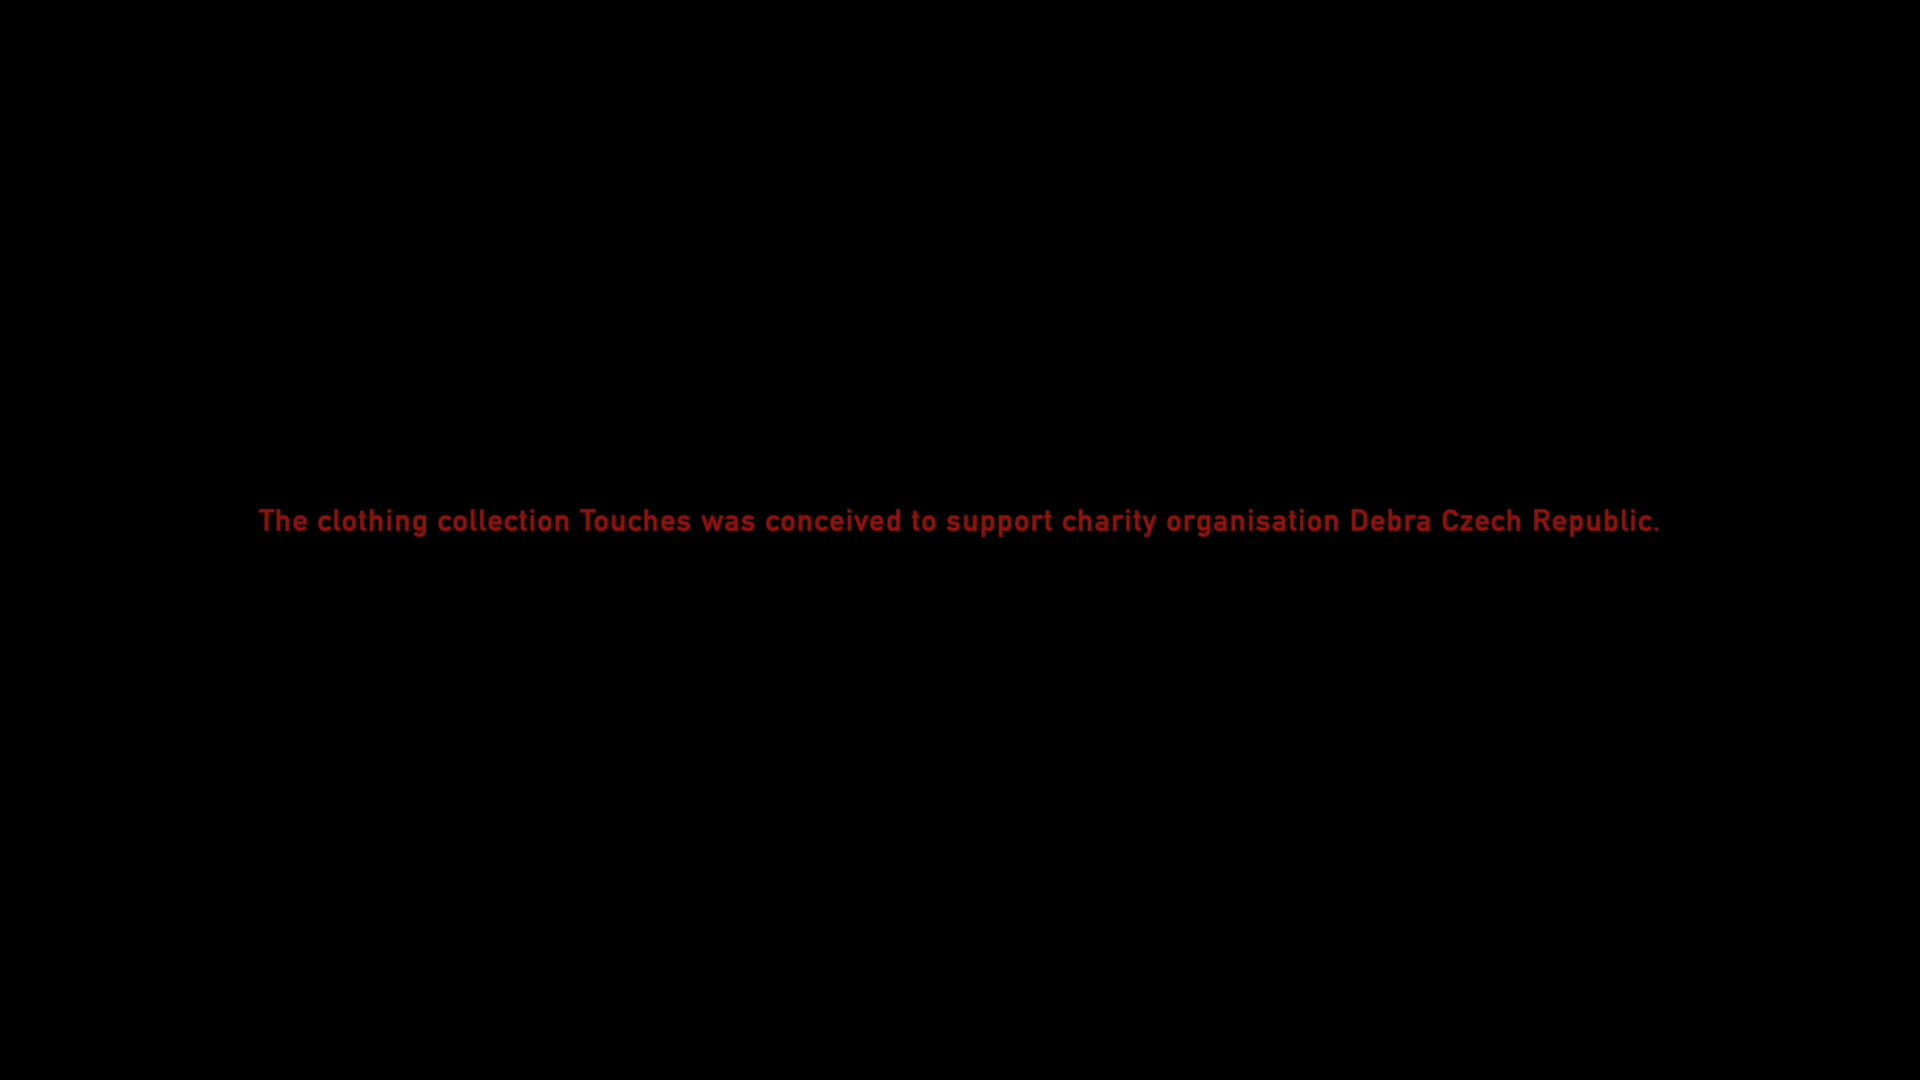 The clothing collection Touches was conceived to support charity organisation Debra Czech Republic.